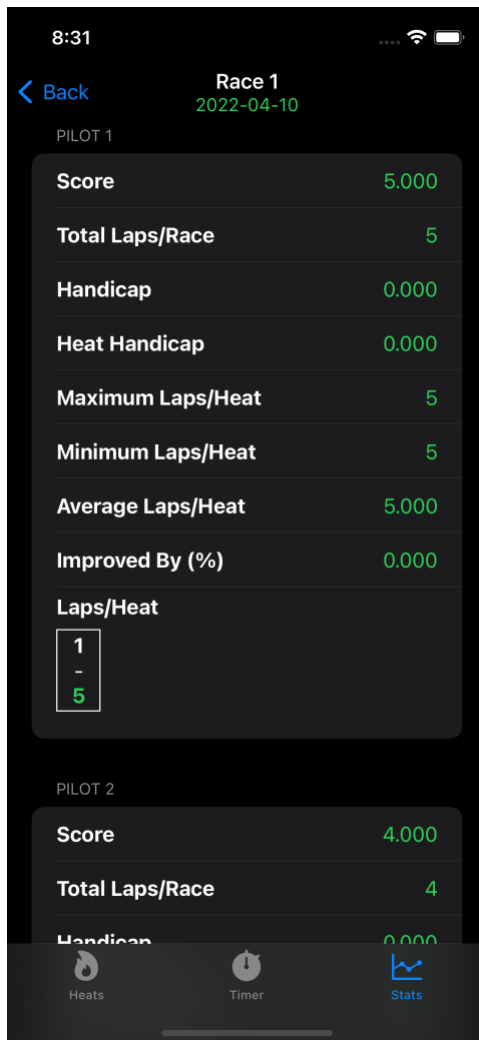 8:31
Back
Race 1
2022-04-10
PILOT 1
Score 5.000
Total Laps/Race 5
Handicap 0.000
Heat Handicap 0.000
Maximum Laps/Heat 5
Minimum Laps/Heat 5
Average Laps/Heat 5.000
Improved By (%) 0.000
Laps/Heat
1
-
5
PILOT 2
Score 4.000
Total Laps/Race 4
Handicap 0.000
Heats Timer Stats